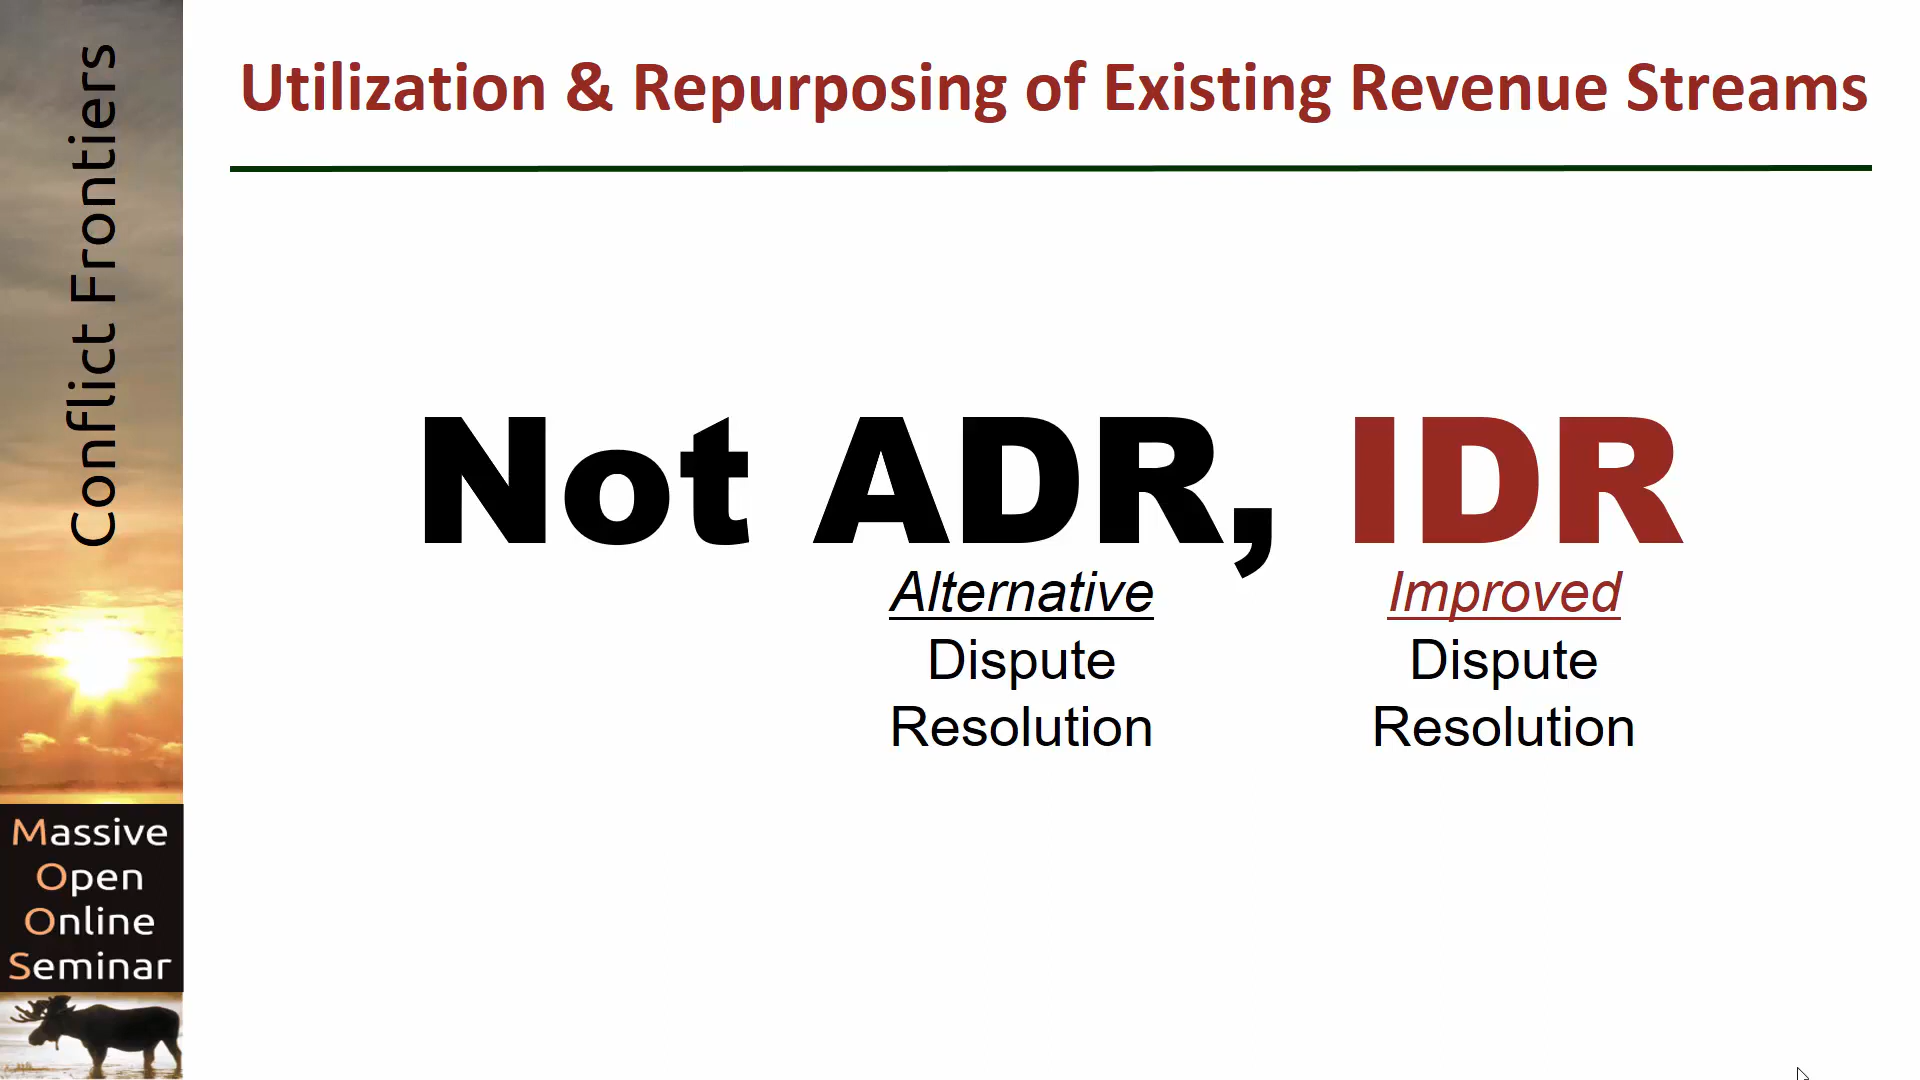 Conflict Frontiers
Utilization & Repurposing of Existing Revenue Streams
Not ADR, IDR
Alternative
Dispute
Resolution
Improved
Dispute
Resolution
Massive
Open
Online
Seminar